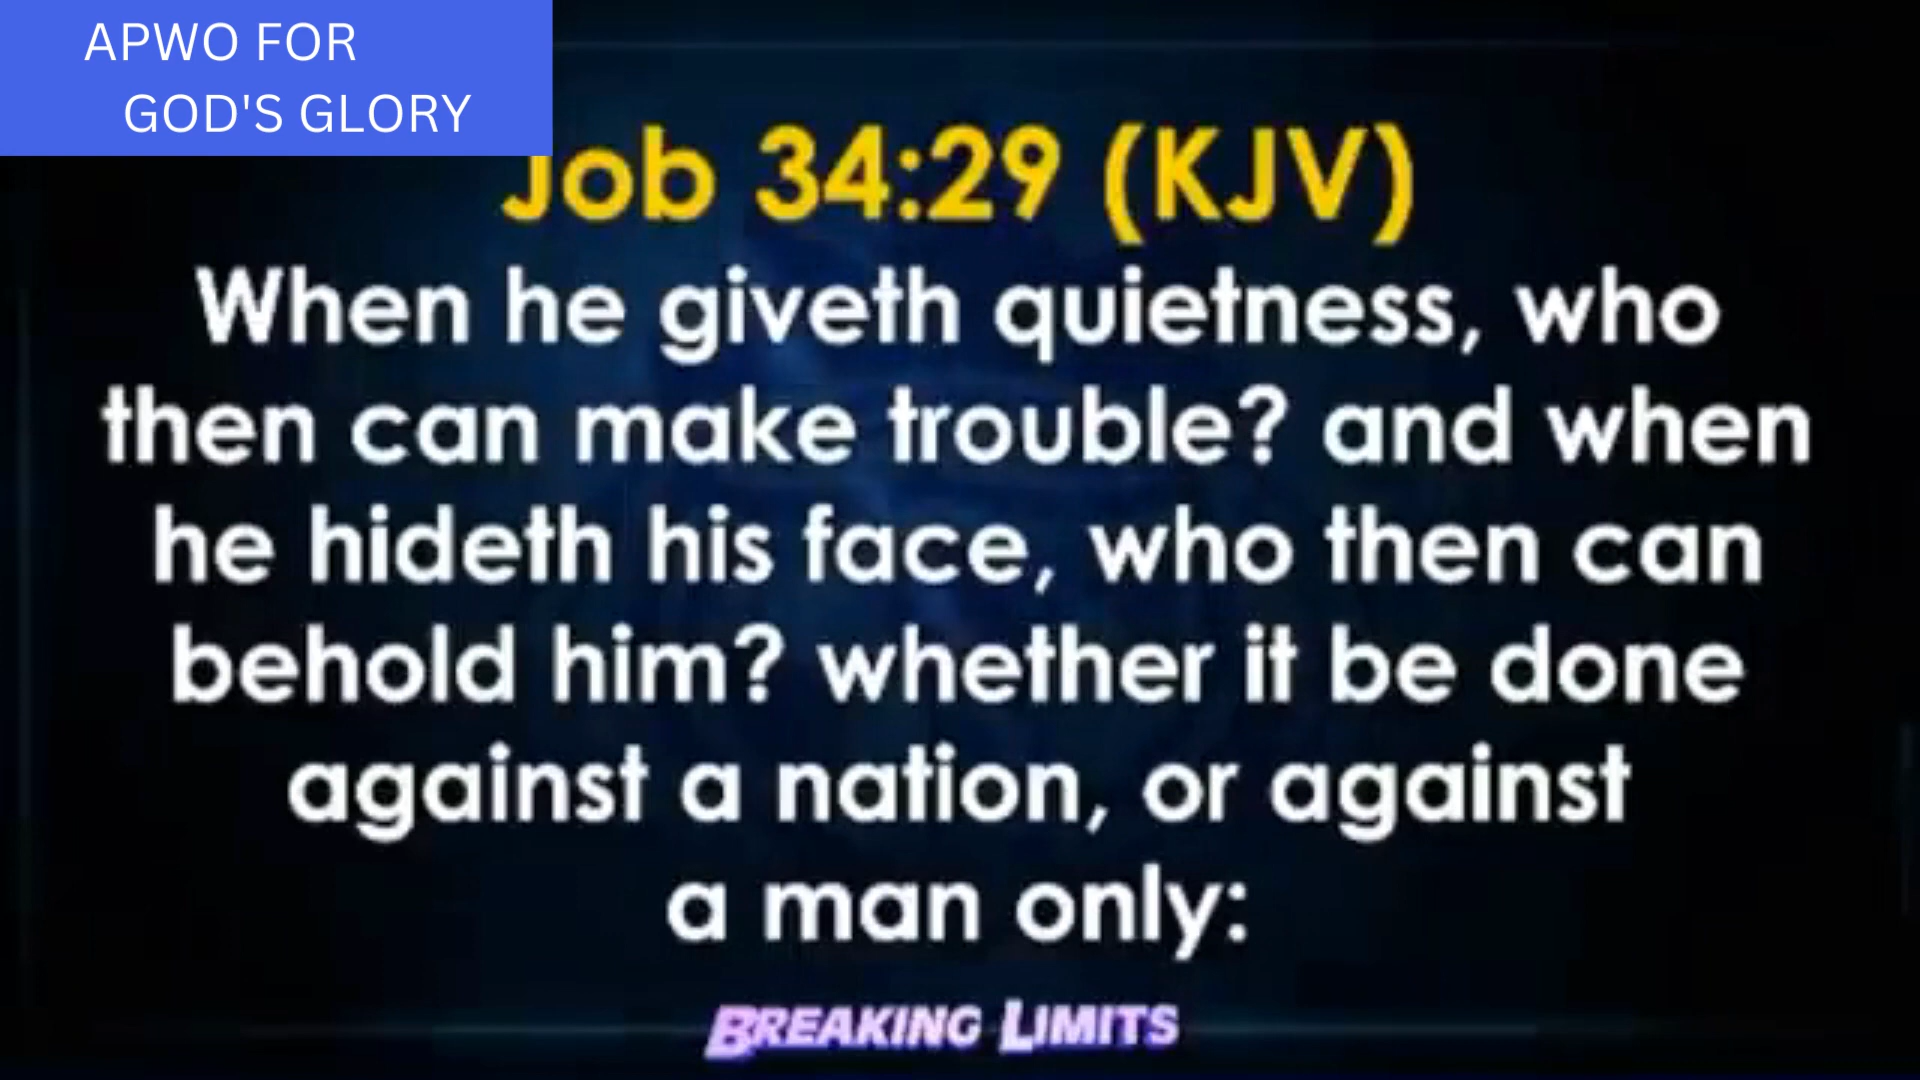 APWO FOR
GOD'S GLORY
Job 34:29 (KJV)
When he giveth quietness, who
then can make trouble? and when
he hideth his face, who then can
behold him? whether it be done
against a nation, or against
a man only:
BREAKING LIMITS